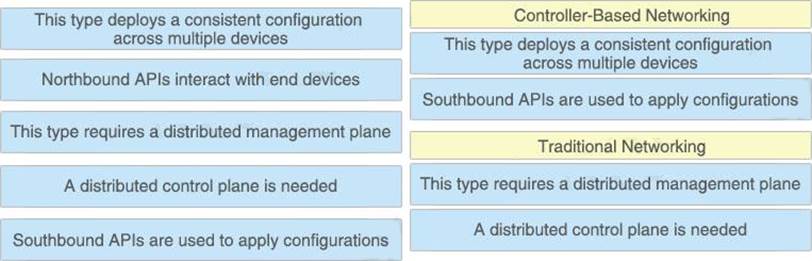 This type deploys a consistent configuration
across multiple devices
Northbound APIs interact with end devices
This type requires a distributed management plane
A distributed control plane is needed
Southbound APIs are used to apply configurations
Controller-Based Networking
This type deploys a consistent configuration
across multiple devices
Southbound APIs are used to apply configurations
Traditional Networking
This type requires a distributed management plane
A distributed control plane is needed